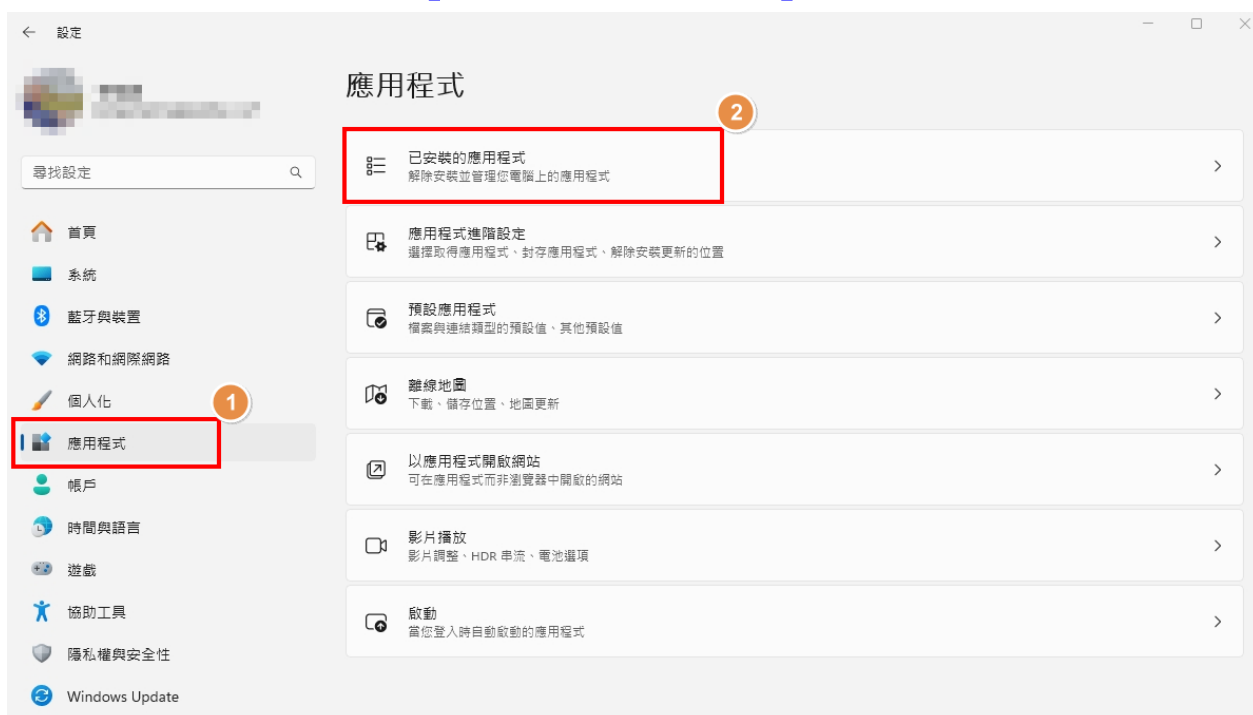 設定
應用程式
2
已安裝的應用程式
解除安裝並管理您電腦上的應用程式
尋找設定
應用程式進階設定
選擇取得應用程式、封存應用程式、解除安裝更新的位置
首頁
系統
預設應用程式
檔案與連結類型的預設值、其他預設值
藍牙與裝置
網路和網際網路
離線地圖
下載、儲存位置、地圖更新
個人化
1
應用程式
以應用程式開啟網站
可在應用程式而非瀏覽器中開啟的網站
帳戶
時間與語言
影片播放
影片調整、HDR 串流、電池選項
遊戲
協助工具
啟動
當您登入時自動啟動的應用程式
隱私權與安全性
Windows Update